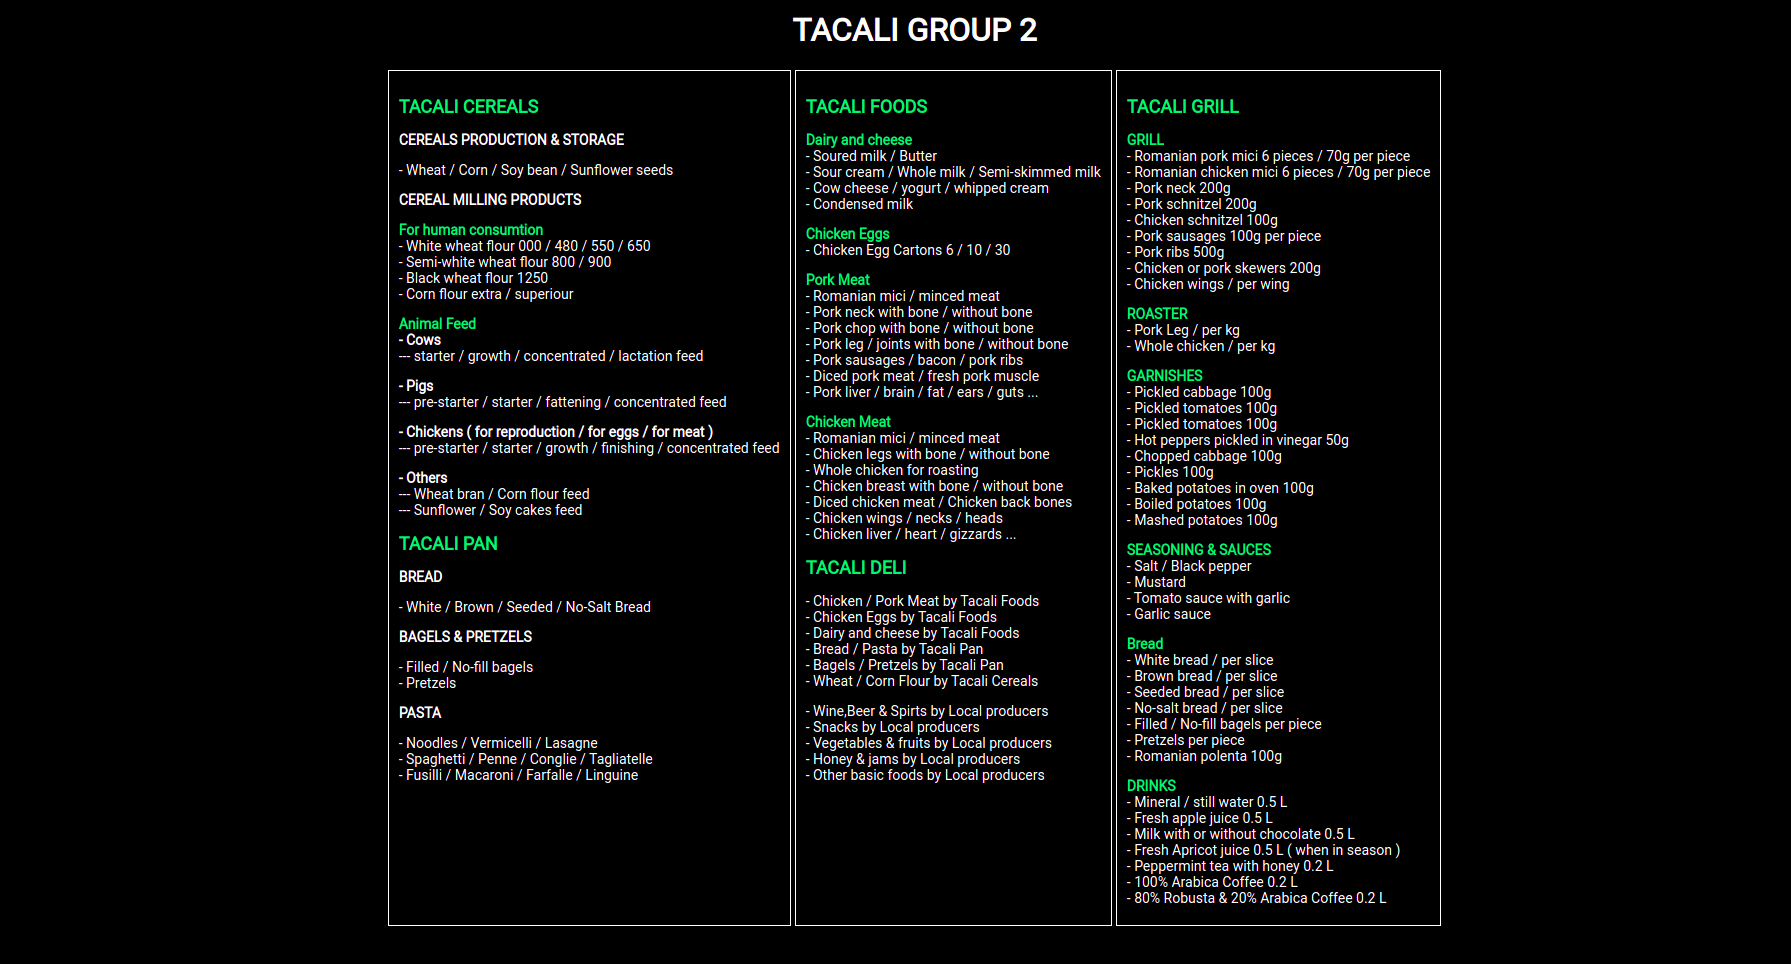 TACALI GROUP 2
TACALI CEREALS
CEREALS PRODUCTION & STORAGE
- Wheat / Corn / Soy bean / Sunflower seeds
CEREAL MILLING PRODUCTS
For human consumtion
- White wheat flour 000 / 480 / 550 / 650
- Semi-white wheat flour 800 / 900
- Black wheat flour 1250
- Corn flour extra / superiour
Animal Feed
- Cows
--- starter / growth / concentrated / lactation feed
- Pigs
--- pre-starter / starter / fattening / concentrated feed
- Chickens ( for reproduction / for eggs / for meat )
--- pre-starter / starter / growth / finishing / concentrated feed
- Others
--- Wheat bran / Corn flour feed
--- Sunflower / Soy cakes feed
TACALI PAN
BREAD
- White / Brown / Seeded / No-Salt Bread
BAGELS & PRETZELS
- Filled / No-fill bagels
- Pretzels
PASTA
- Noodles / Vermicelli / Lasagne
- Spaghetti / Penne / Conglie / Tagliatelle
- Fusilli / Macaroni / Farfalle / Linguine
TACALI FOODS
Dairy and cheese
- Soured milk / Butter
- Sour cream / Whole milk / Semi-skimmed milk
- Cow cheese / yogurt / whipped cream
- Condensed milk
Chicken Eggs
- Chicken Egg Cartons 6 / 10 / 30
Pork Meat
- Romanian mici / minced meat
- Pork neck with bone / without bone
- Pork chop with bone / without bone
- Pork leg / joints with bone / without bone
- Pork sausages / bacon / pork ribs
- Diced pork meat / fresh pork muscle
- Pork liver / brain / fat / ears / guts ...
Chicken Meat
- Romanian mici / minced meat
- Chicken legs with bone / without bone
- Whole chicken for roasting
- Chicken breast with bone / without bone
- Diced chicken meat / Chicken back bones
- Chicken wings / necks / heads
- Chicken liver / heart / gizzards ...
TACALI DELI
- Chicken / Pork Meat by Tacali Foods
- Chicken Eggs by Tacali Foods
- Dairy and cheese by Tacali Foods
- Bread / Pasta by Tacali Pan
- Bagels / Pretzels by Tacali Pan
- Wheat / Corn Flour by Tacali Cereals
- Wine,Beer & Spirts by Local producers
- Snacks by Local producers
- Vegetables & fruits by Local producers
- Honey & jams by Local producers
- Other basic foods by Local producers
TACALI GRILL
GRILL
- Romanian pork mici 6 pieces / 70g per piece
- Romanian chicken mici 6 pieces / 70g per piece
- Pork neck 200g
- Pork schnitzel 200g
- Chicken schnitzel 100g
- Pork sausages 100g per piece
- Pork ribs 500g
- Chicken or pork skewers 200g
- Chicken wings / per wing
ROASTER
- Pork Leg / per kg
- Whole chicken / per kg
GARNISHES
- Pickled cabbage 100g
- Pickled tomatoes 100g
- Pickled tomatoes 100g
- Hot peppers pickled in vinegar 50g
- Chopped cabbage 100g
- Pickles 100g
- Baked potatoes in oven 100g
- Boiled potatoes 100g
- Mashed potatoes 100g
SEASONING & SAUCES
- Salt / Black pepper
- Mustard
- Tomato sauce with garlic
- Garlic sauce
Bread
- White bread / per slice
- Brown bread / per slice
- Seeded bread / per slice
- No-salt bread / per slice
- Filled / No-fill bagels per piece
- Pretzels per piece
- Romanian polenta 100g
DRINKS
- Mineral / still water 0.5 L
- Fresh apple juice 0.5 L
- Milk with or without chocolate 0.5 L
- Fresh Apricot juice 0.5 L ( when in season )
- Peppermint tea with honey 0.2 L
- 100% Arabica Coffee 0.2 L
- 80% Robusta & 20% Arabica Coffee 0.2 L